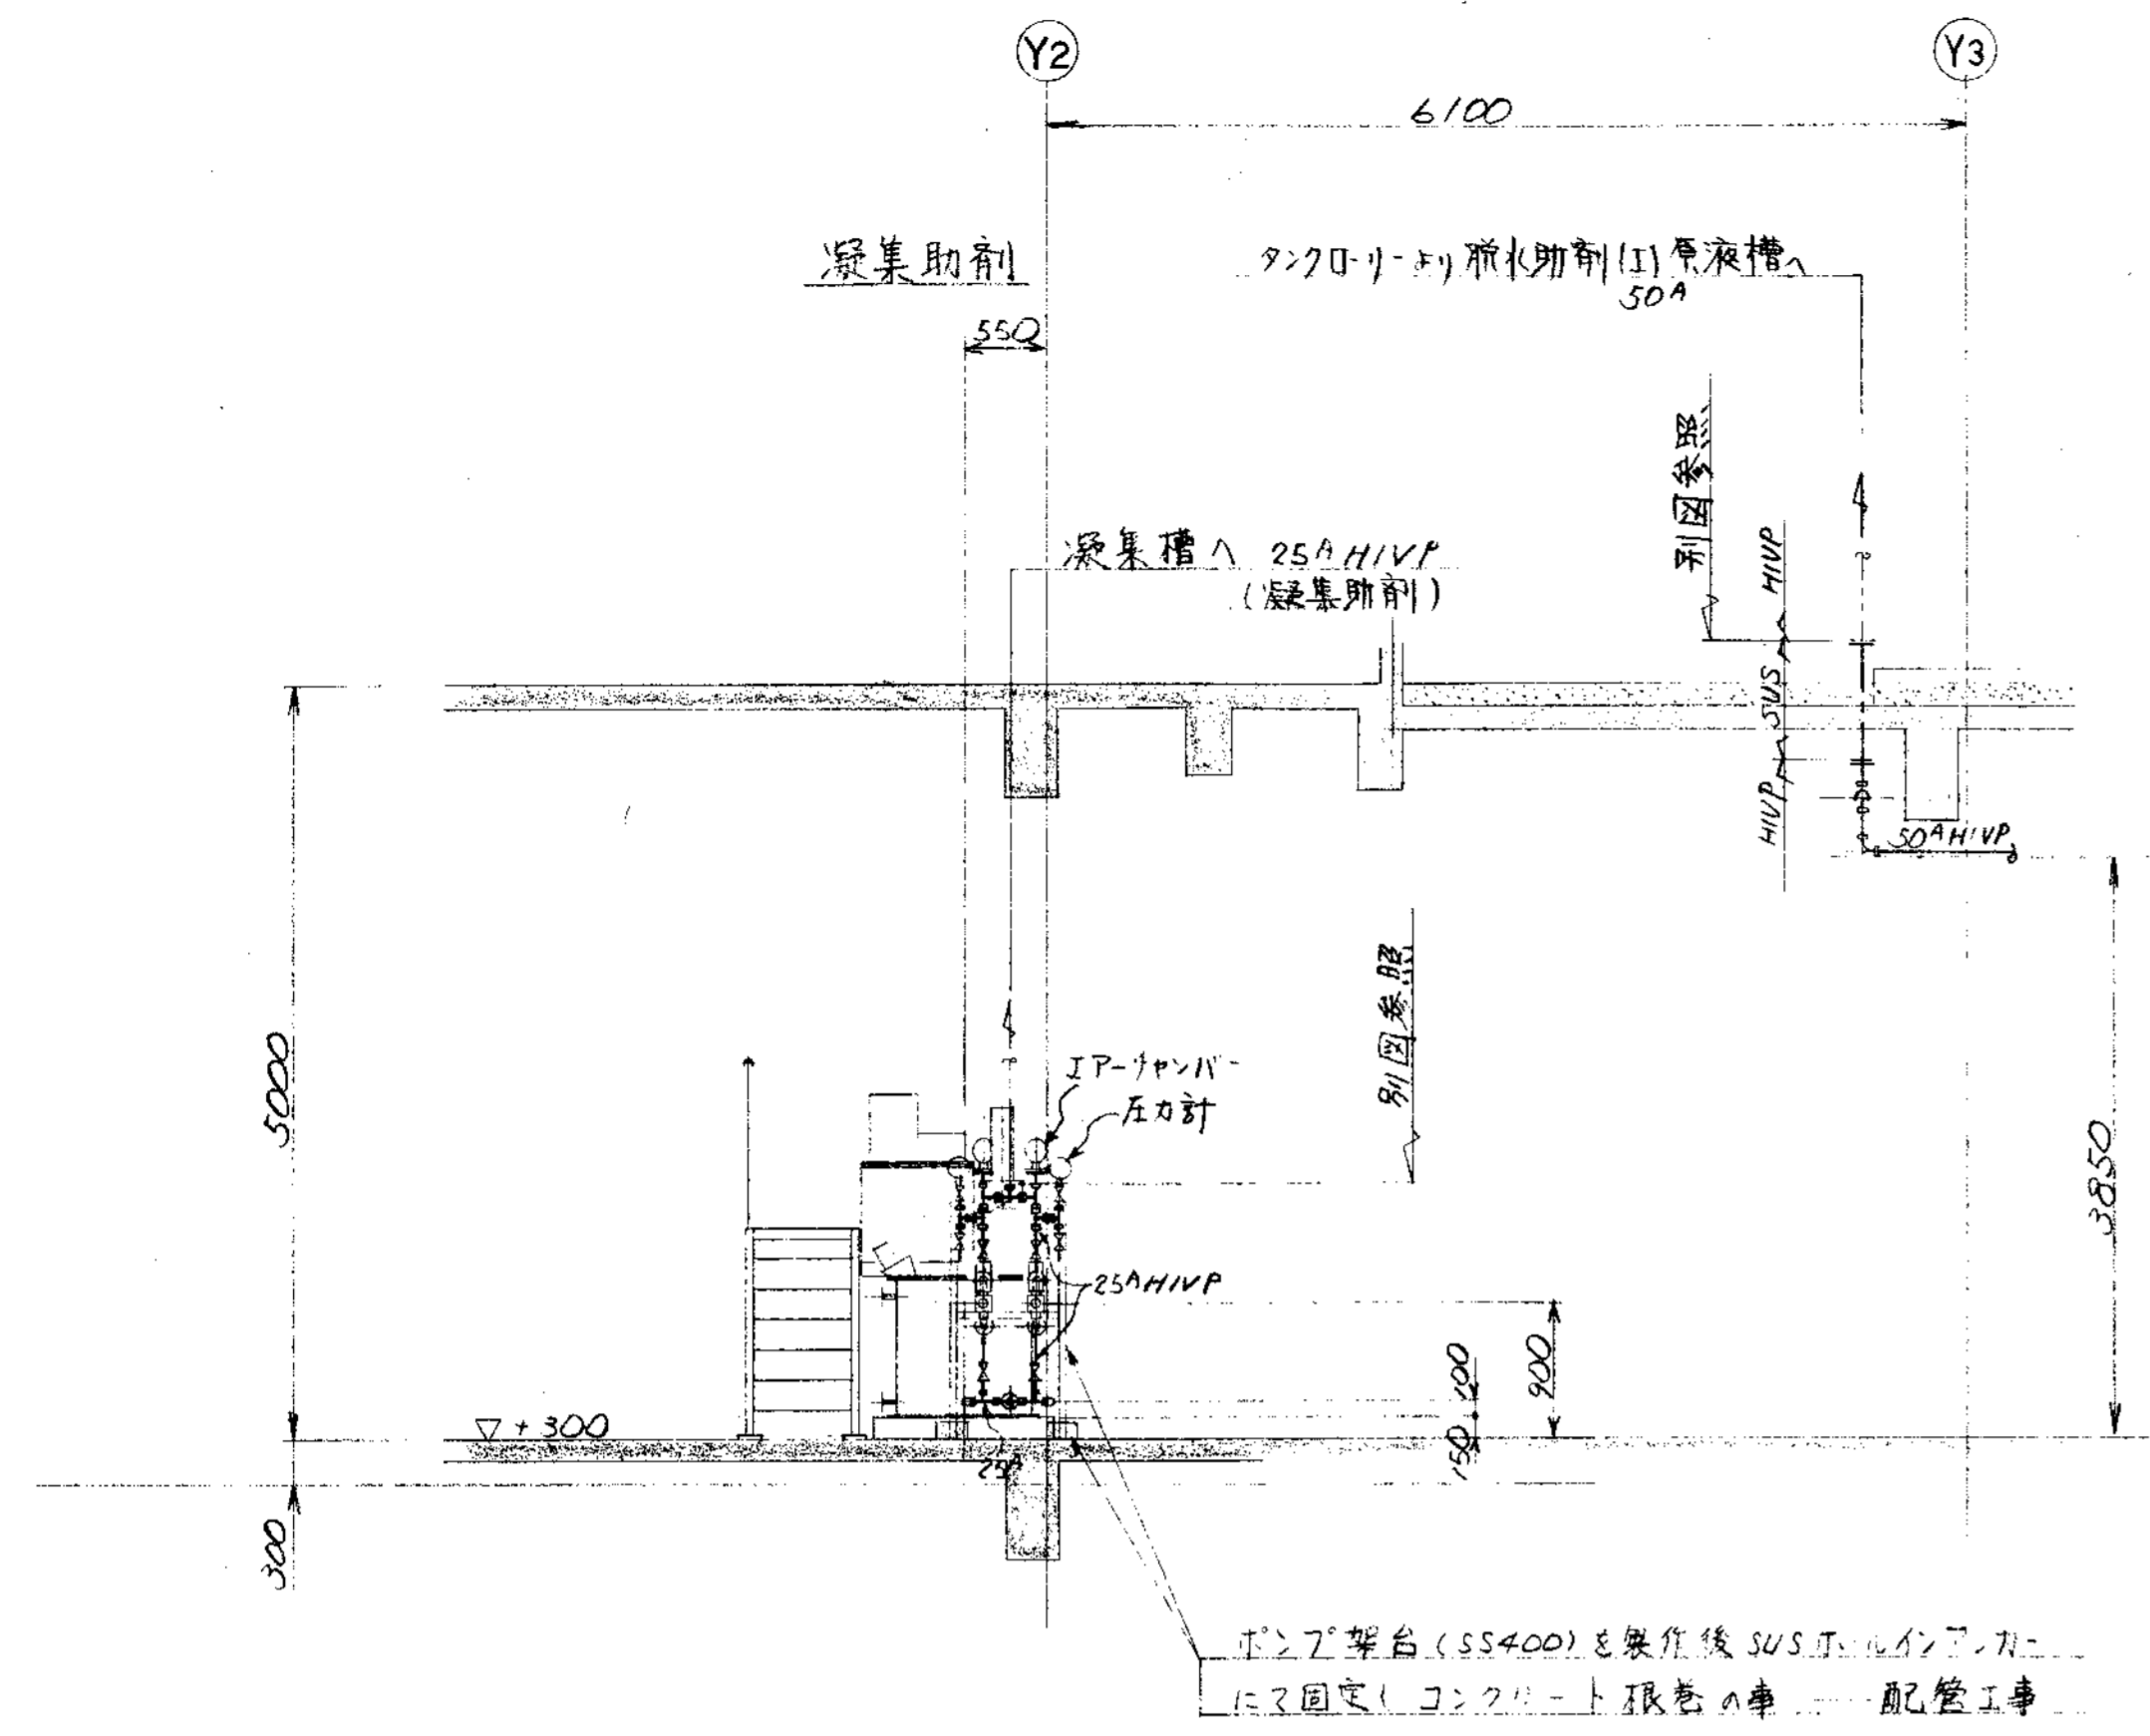 Y2
Y3
6100
凝集助剤
タンクローリーより脱水助剤(I)原液槽へ
50A
550
別図参照
HIVP
凝集槽へ 25A HIVP
(凝集助剤)
SUS
HIVP
50A HIVP
別図参照
5000
エアーチャンバー
圧力計
3850
25A HIVP
900
100
▽+300
150
25A
300
ポンプ架台(SS400)を製作後 SUSホールインアンカー
にて固定し コンクリート根巻の事 ‥‥配管工事